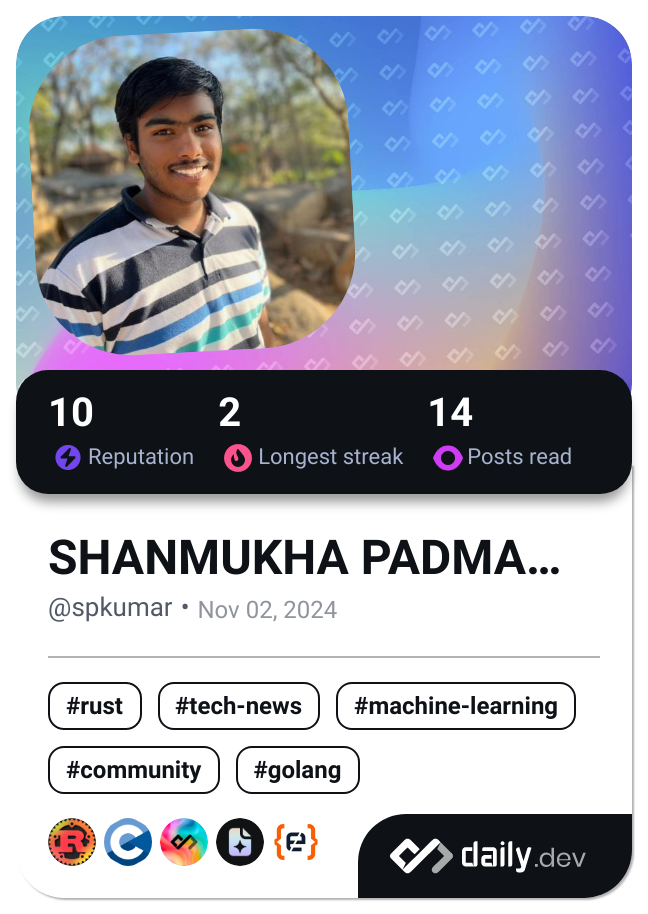 10 2 14
Reputation Longest streak Posts read
SHANMUKHA PADMA...
@spkumar • Nov 02, 2024
#rust #tech-news #machine-learning
#community #golang
daily.dev